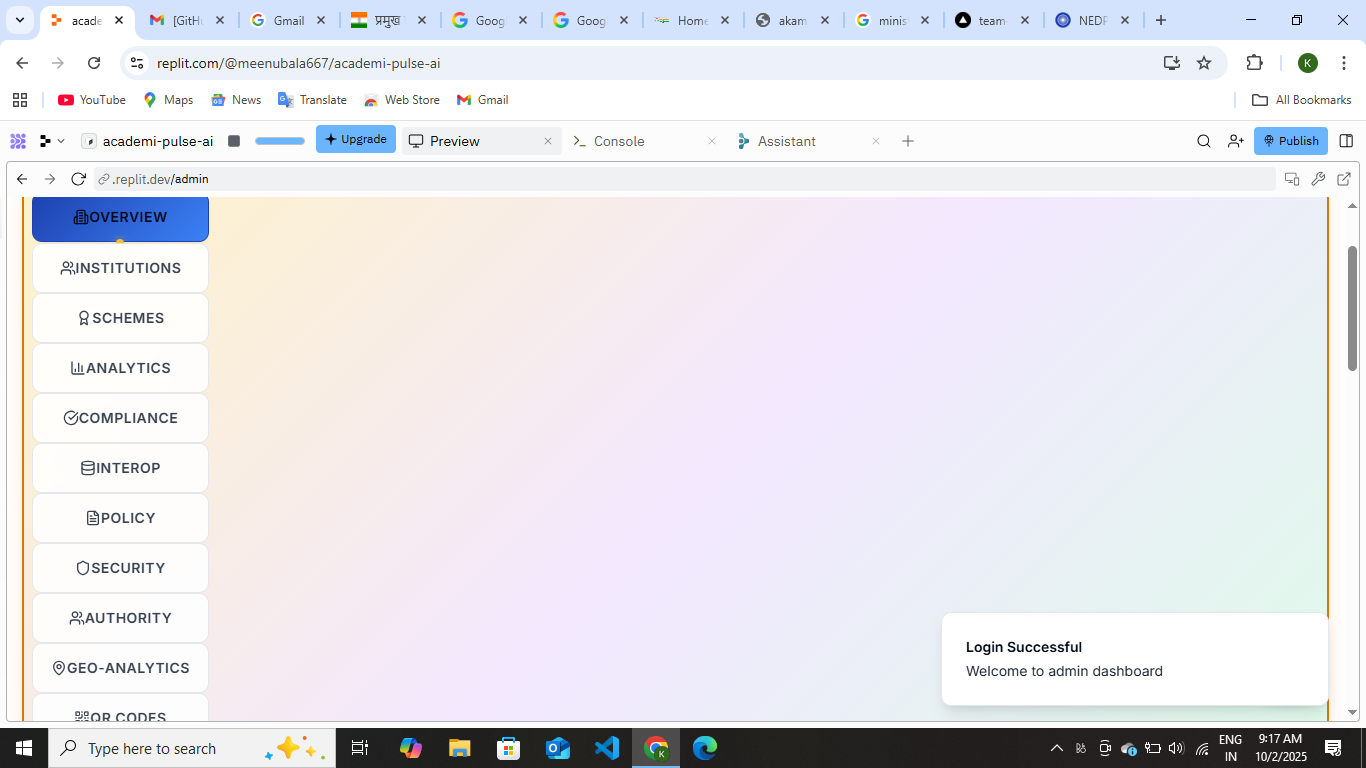 acade
[GitH
Gmail
प्रमुख
Goog
Goog
Home
akam
minis
team
NEDF
replit.com/@meenubala667/academi-pulse-ai
K
YouTube
Maps
News
Translate
Web Store
Gmail
All Bookmarks
academi-pulse-ai
Upgrade
Preview
Console
Assistant
Publish
.replit.dev/admin
OVERVIEW
INSTITUTIONS
SCHEMES
ANALYTICS
COMPLIANCE
INTEROP
POLICY
SECURITY
AUTHORITY
GEO-ANALYTICS
QR CODES
Login Successful
Welcome to admin dashboard
Type here to search
ENG
IN
9:17 AM
10/2/2025